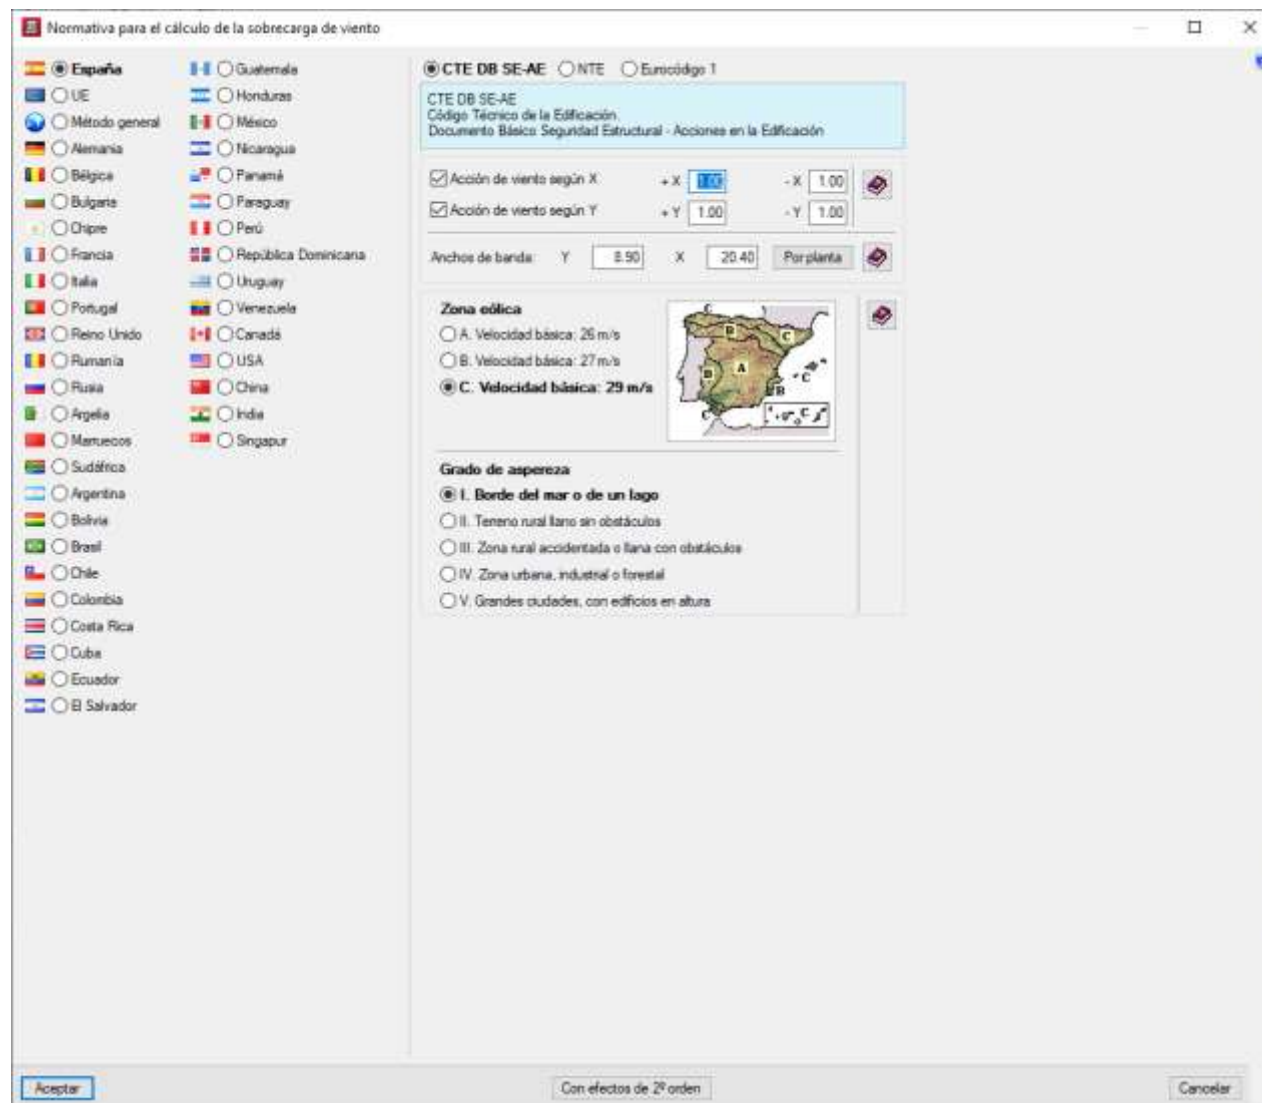 Normativa para el cálculo de la sobrecarga de viento
España
UE
Método general
Alemania
Bélgica
Bulgaria
Chipre
Francia
Italia
Portugal
Reino Unido
Rumanía
Rusia
Argelia
Marruecos
Sudáfrica
Argentina
Bolivia
Brasil
Chile
Colombia
Costa Rica
Cuba
Ecuador
El Salvador
Guatemala
Honduras
México
Nicaragua
Panamá
Paraguay
Perú
República Dominicana
Uruguay
Venezuela
Canadá
USA
China
India
Singapur
CTE DB SE-AE NTE Eurocódigo 1
CTE DB SE-AE
Código Técnico de la Edificación.
Documento Básico Seguridad Estructural - Acciones en la Edificación
Acción de viento según X + X 1.00 - X 1.00
Acción de viento según Y + Y 1.00 - Y 1.00
Anchos de banda: Y 8.90 X 20.40 Por planta
Zona eólica
A. Velocidad básica: 26 m/s
B. Velocidad básica: 27 m/s
C. Velocidad básica: 29 m/s
C
B
C
B
A
C
B
C
C
Grado de aspereza
I. Borde del mar o de un lago
II. Terreno rural llano sin obstáculos
III. Zona rural accidentada o llana con obstáculos
IV. Zona urbana, industrial o forestal
V. Grandes ciudades, con edificios en altura
Aceptar
Con efectos de 2º orden
Cancelar